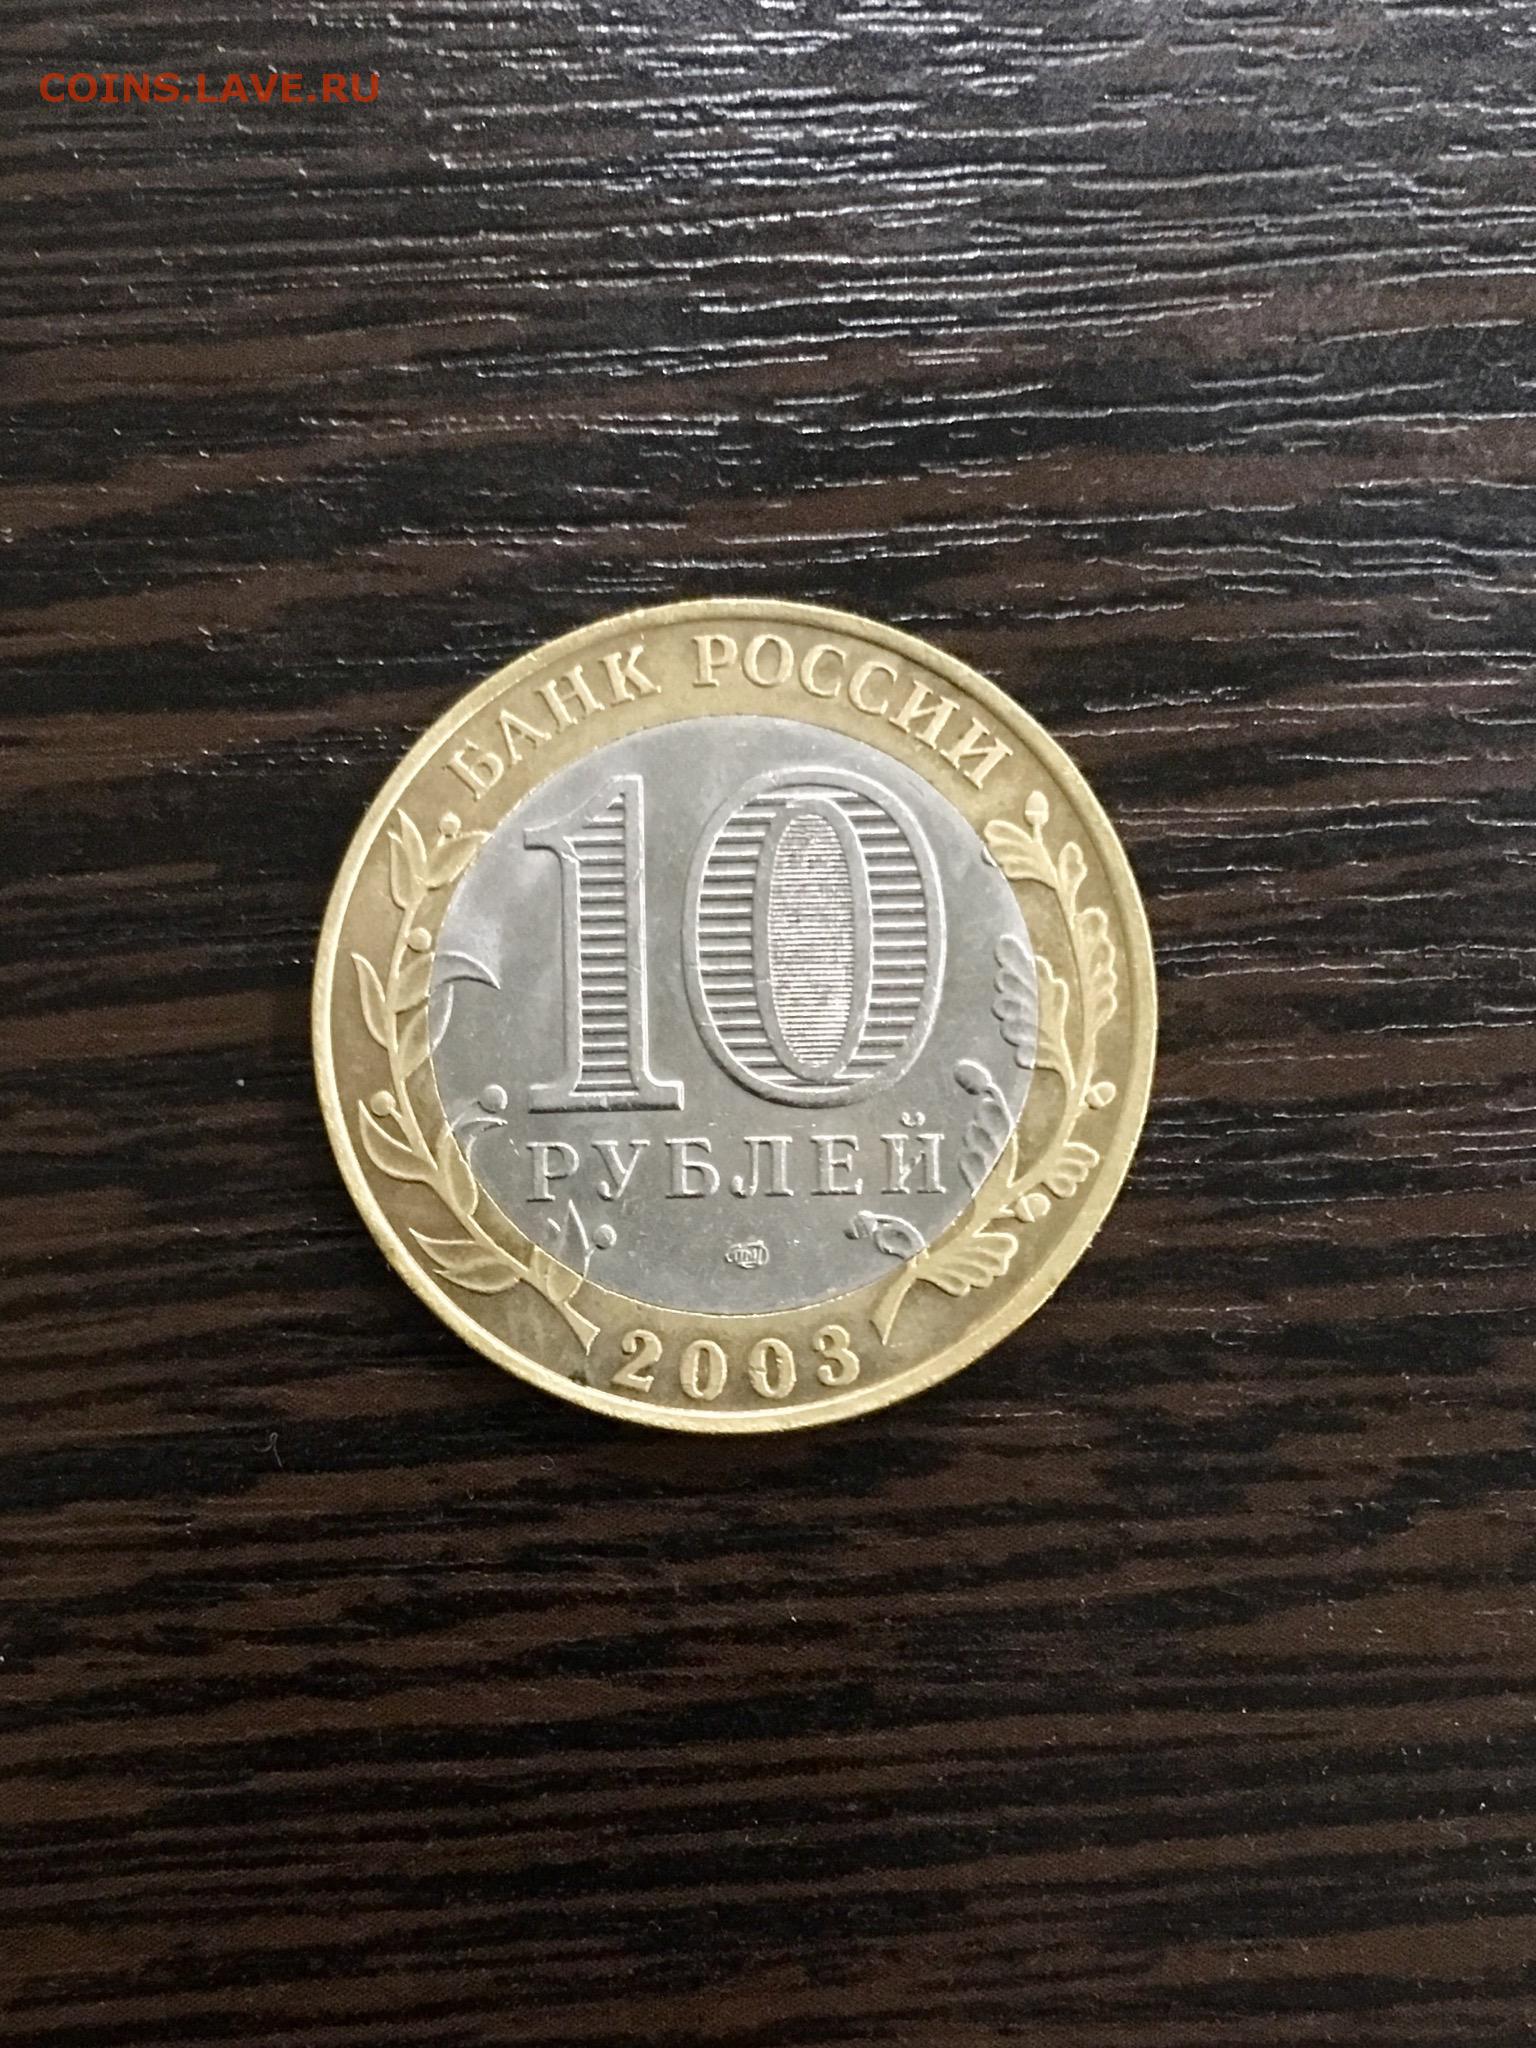 COINS.LAVE.RU
БАНК РОССИИ
10
РУБЛЕЙ
2003